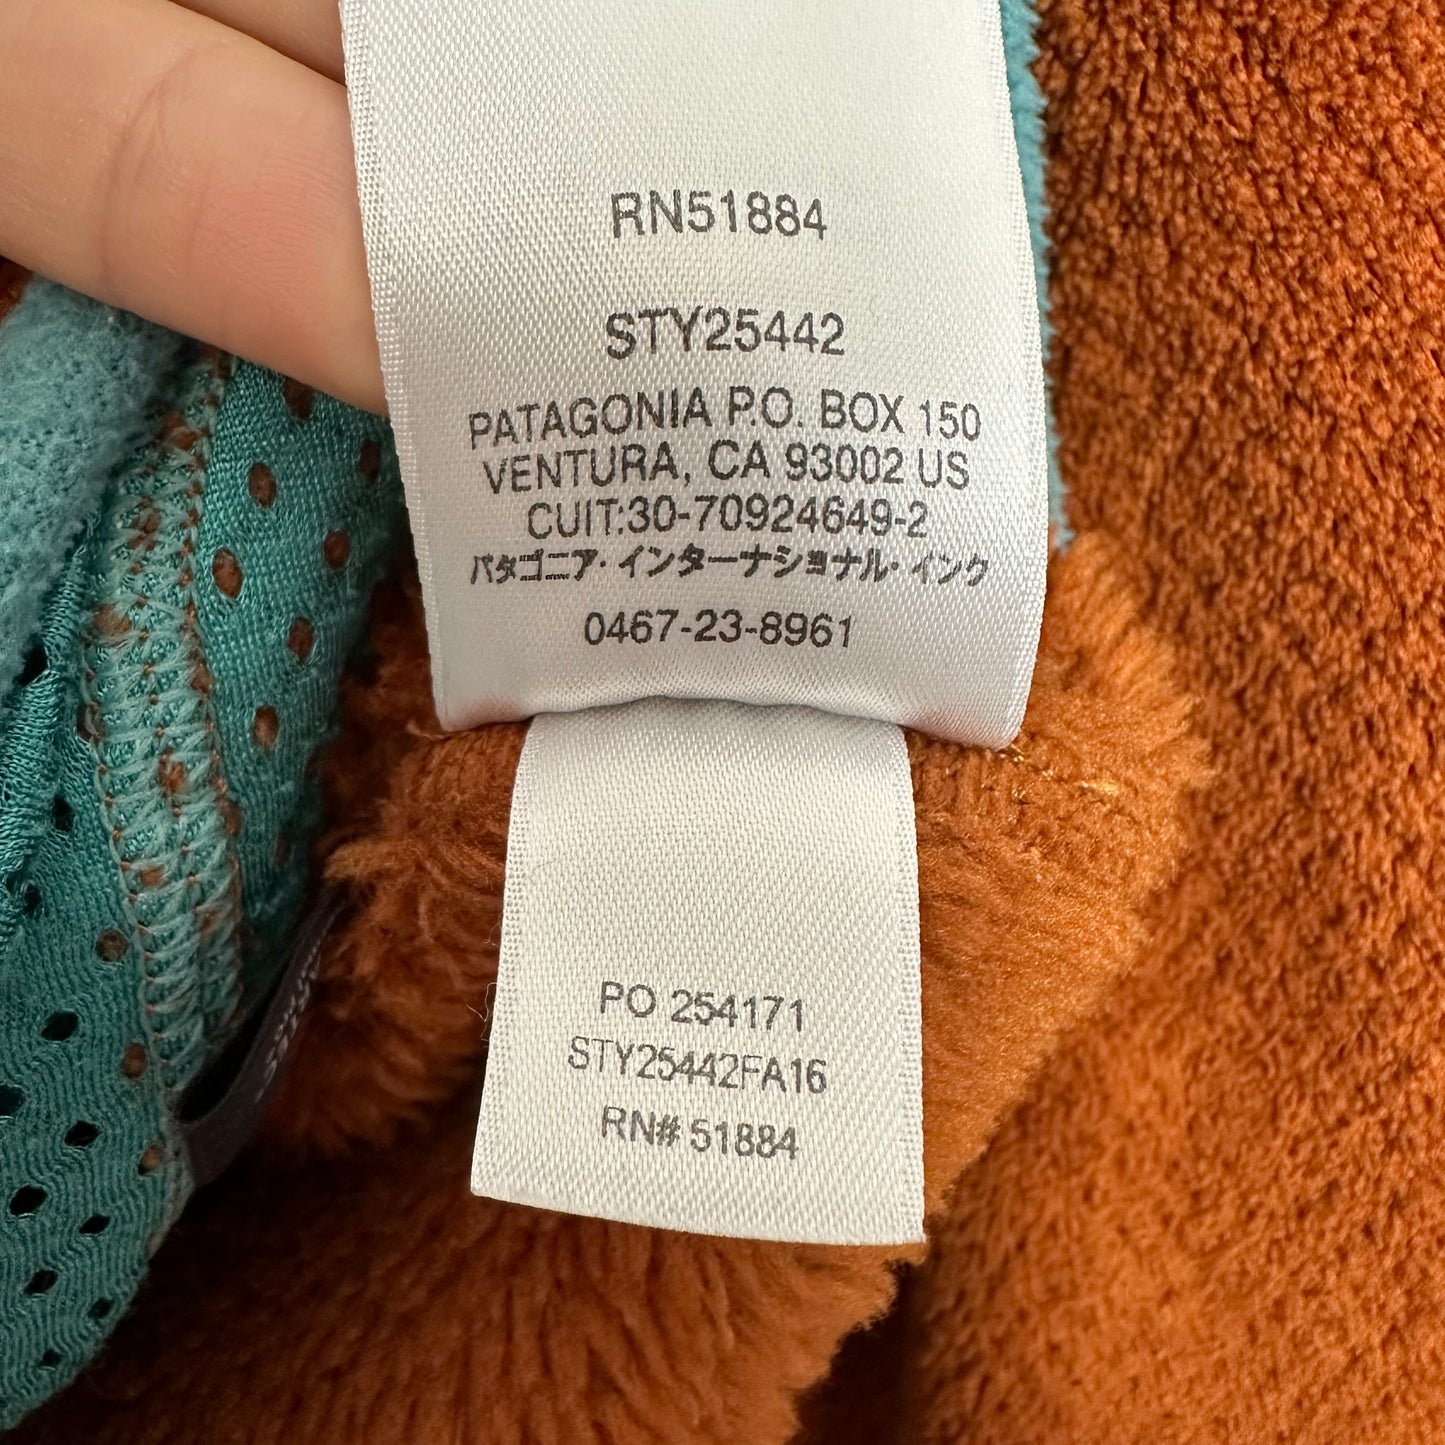 RN51884
STY25442
PATAGONIA P.O. BOX 150
VENTURA, CA 93002 US
CUIT:30-70924649-2
パタゴニア・インターナショナル・インク
0467-23-8961
PO 254171
STY25442FA16
RN# 51884